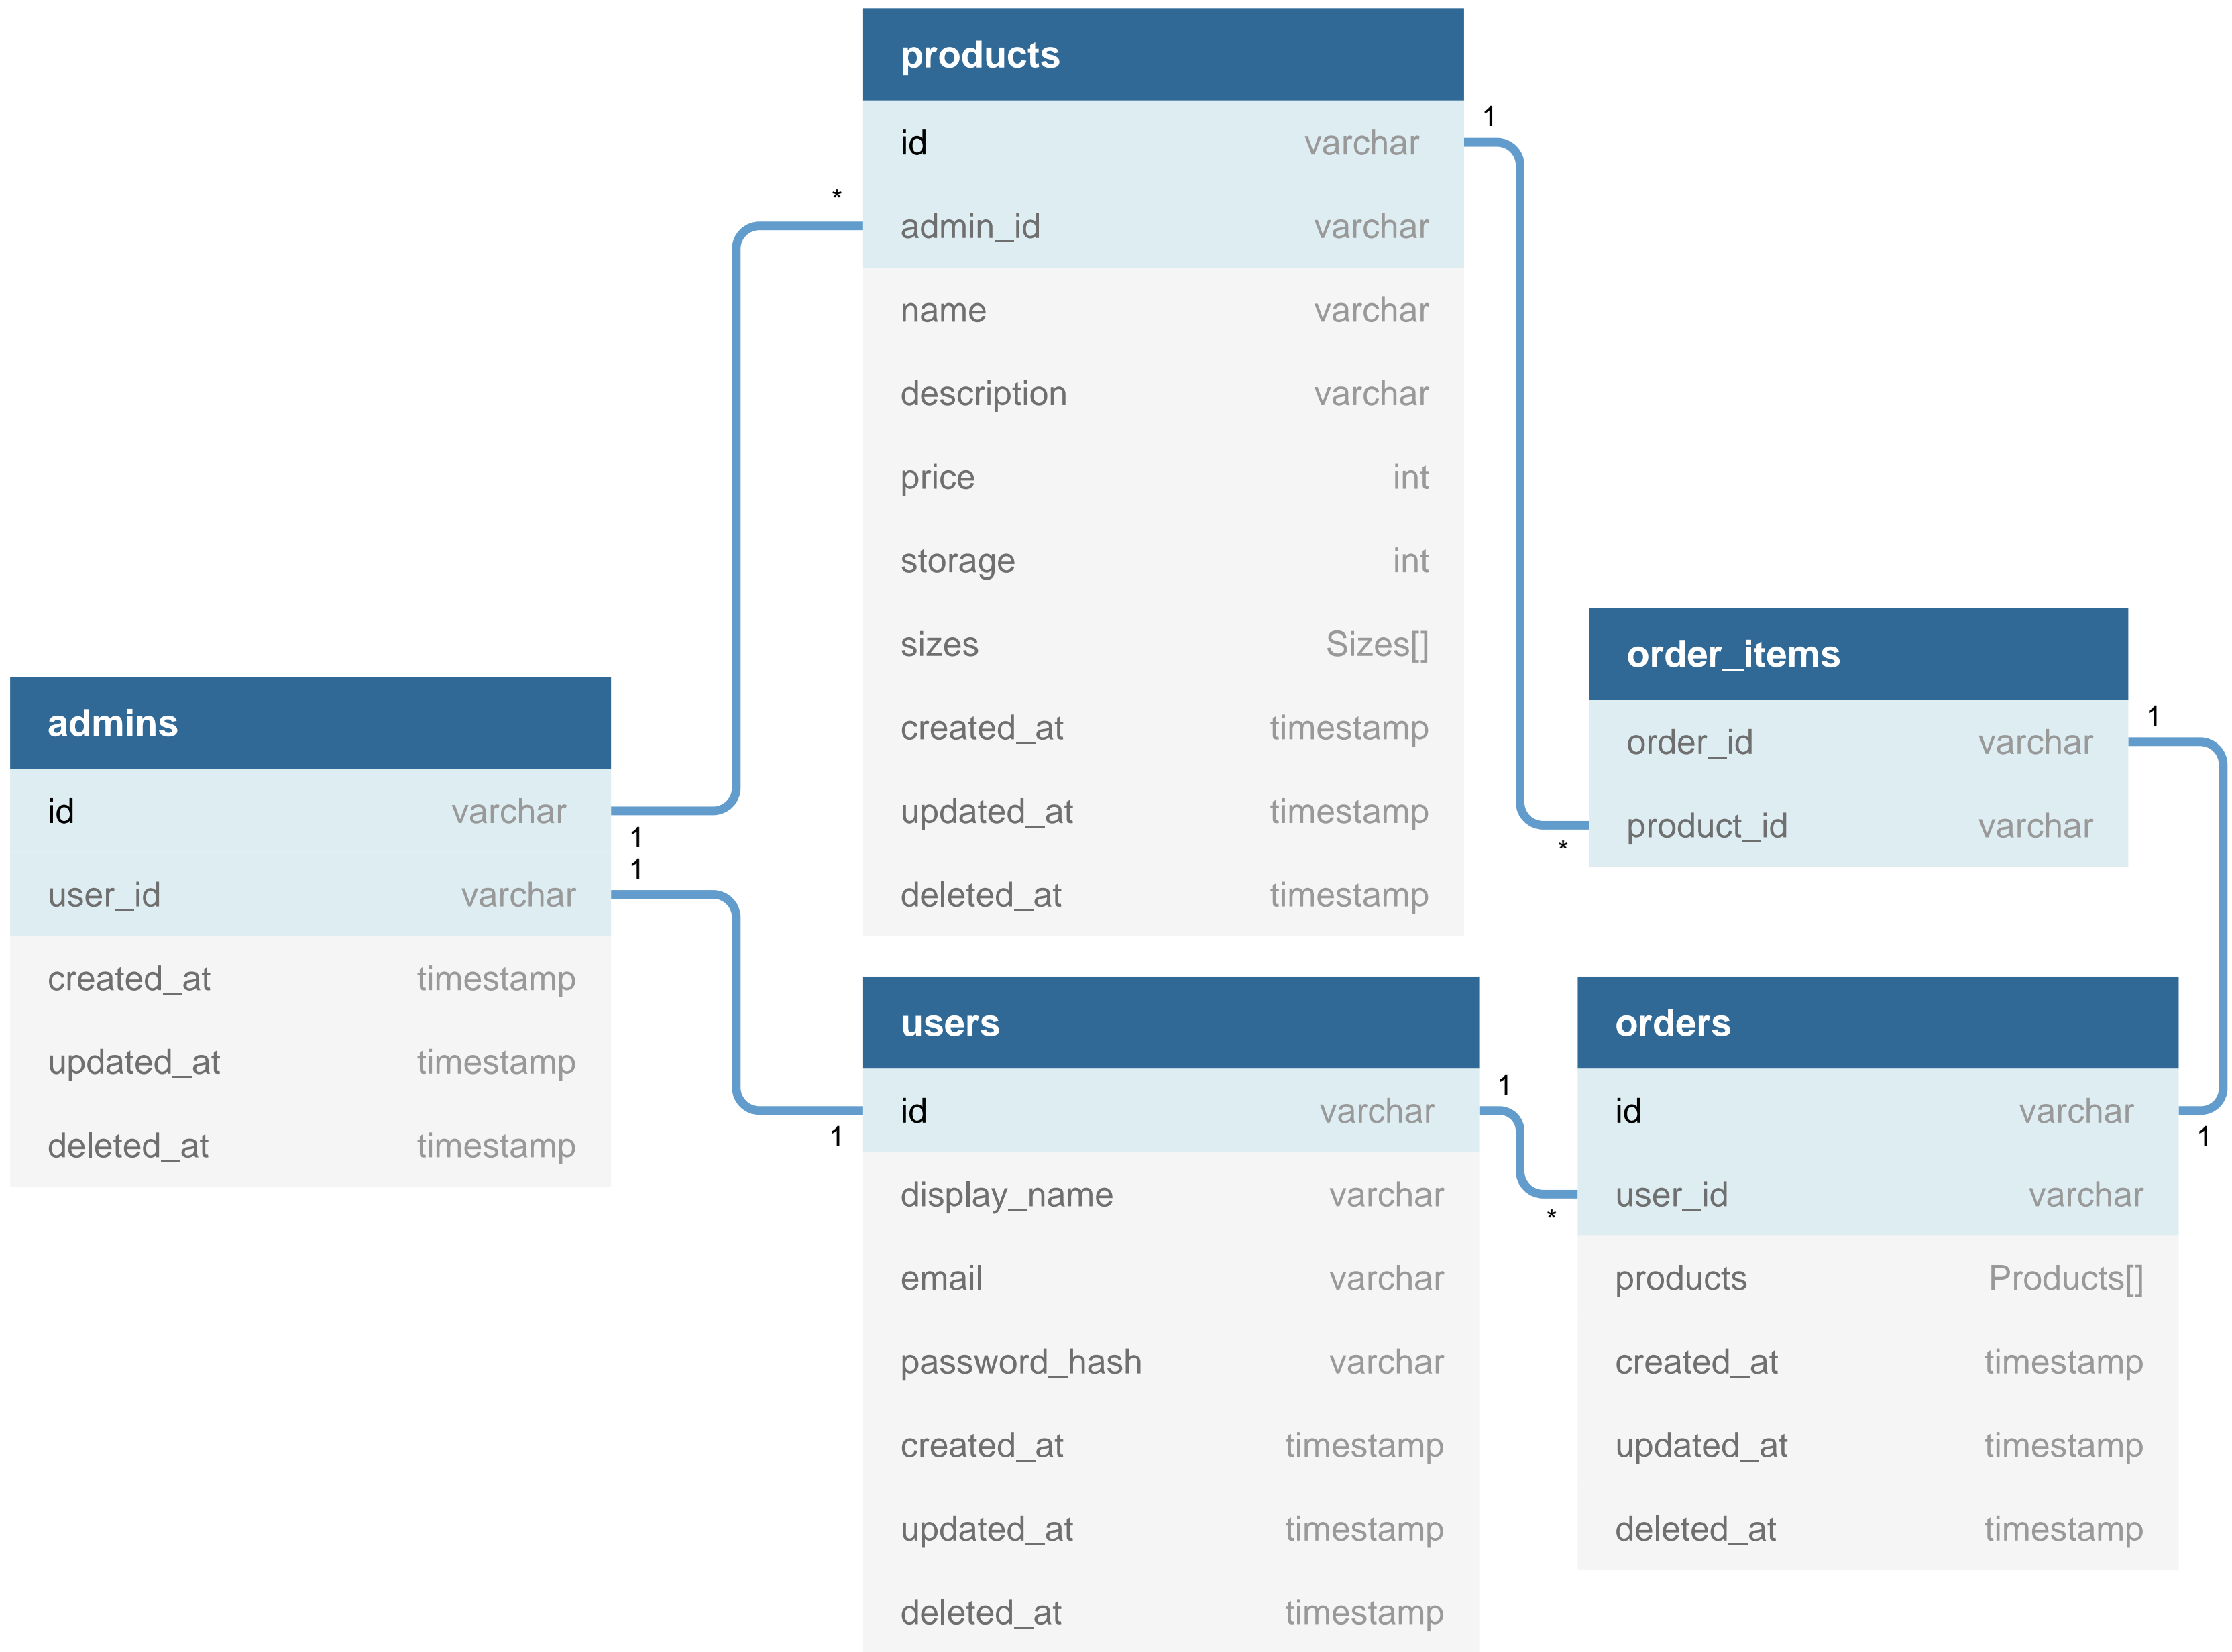 products
id varchar
admin_id varchar
name varchar
description varchar
price int
storage int
sizes Sizes[]
created_at timestamp
updated_at timestamp
deleted_at timestamp
1
*
admins
id varchar
user_id varchar
created_at timestamp
updated_at timestamp
deleted_at timestamp
1
1
order_items
order_id varchar
product_id varchar
1
*
users
id varchar
display_name varchar
email varchar
password_hash varchar
created_at timestamp
updated_at timestamp
deleted_at timestamp
1
1
orders
id varchar
user_id varchar
products Products[]
created_at timestamp
updated_at timestamp
deleted_at timestamp
1
*